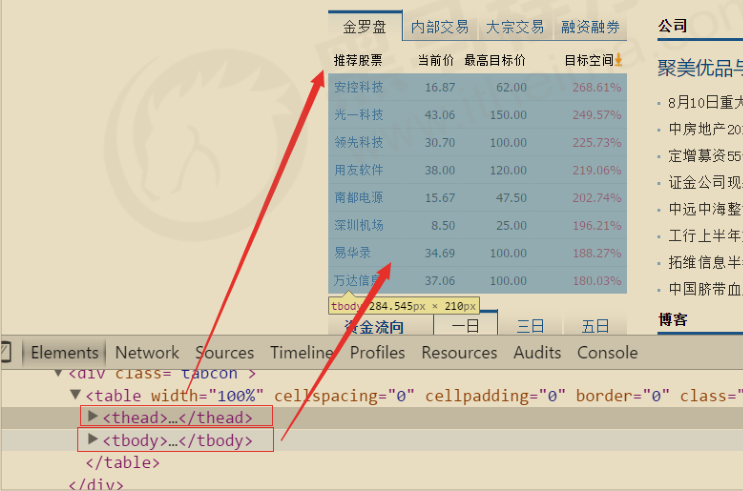 金罗盘 内部交易 大宗交易 融资融券
推荐股票 当前价 最高目标价 目标空间
安控科技 16.87 62.00 268.61%
光一科技 43.06 150.00 249.57%
领先科技 30.70 100.00 225.73%
用友软件 38.00 120.00 219.06%
南都电源 15.67 47.50 202.74%
深圳机场 8.50 25.00 196.21%
易华录 34.69 100.00 188.27%
万达信息 37.06 100.00 180.03%
tbody 284.545px × 210px
资金流向 一日 三日 五日
公司
聚美优品与
8月10日重大
中房地产20
定增募资55
证金公司现
中远中海整
工行上半年
拓维信息半
中国脐带血
博客
Elements Network Sources Timeline Profiles Resources Audits Console
<div class="tabcon">
▼<table width="100%" cellspacing="0" cellpadding="0" border="0" class="
▶<thead>…</thead>
▶<tbody>…</tbody>
</table>
</div>